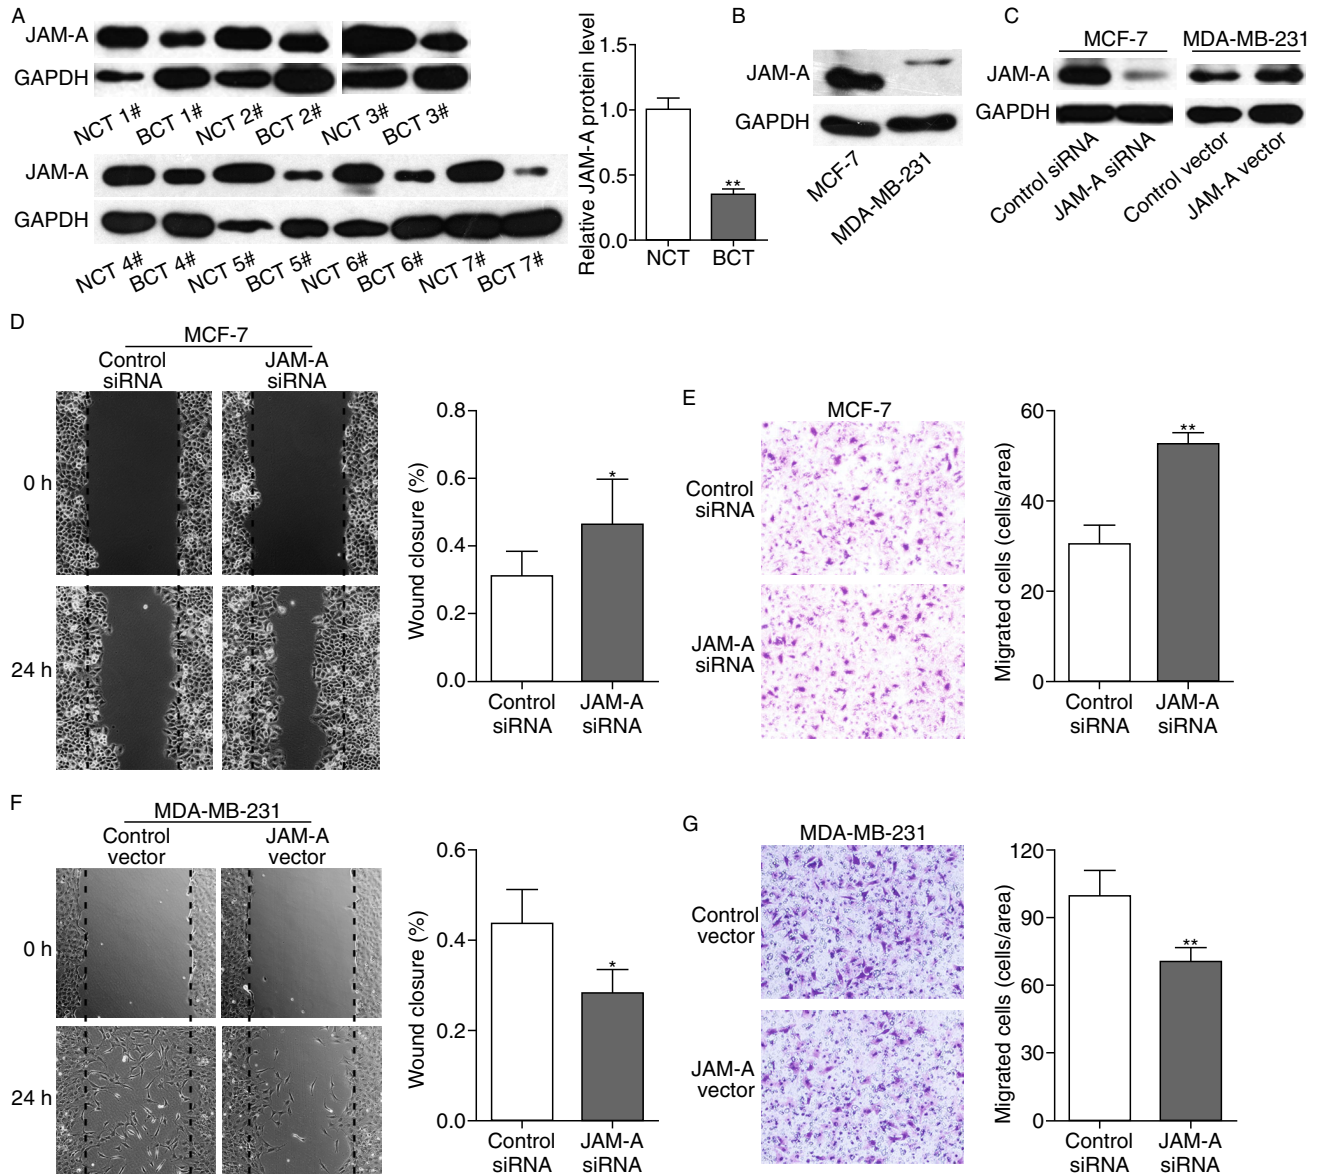 A
JAM-A
GAPDH
NCT 1#
BCT 1#
NCT 2#
BCT 2#
NCT 3#
BCT 3#
JAM-A
GAPDH
NCT 4#
BCT 4#
NCT 5#
BCT 5#
NCT 6#
BCT 6#
NCT 7#
BCT 7#
Relative JAM-A protein level
1.5
1.0
0.5
0.0
**
NCT
BCT
B
JAM-A
GAPDH
MCF-7
MDA-MB-231
C
MCF-7
MDA-MB-231
JAM-A
GAPDH
Control siRNA
JAM-A siRNA
Control vector
JAM-A vector
D
MCF-7
Control
siRNA
JAM-A
siRNA
0 h
24 h
Wound closure (%)
0.8
0.6
0.4
0.2
0.0
*
Control
siRNA
JAM-A
siRNA
E
MCF-7
Control
siRNA
JAM-A
siRNA
Migrated cells (cells/area)
60
40
20
0
**
Control
siRNA
JAM-A
siRNA
F
MDA-MB-231
Control
vector
JAM-A
vector
0 h
24 h
Wound closure (%)
0.6
0.4
0.2
0.0
*
Control
siRNA
JAM-A
siRNA
G
MDA-MB-231
Control
vector
JAM-A
vector
Migrated cells (cells/area)
120
90
60
30
0
**
Control
siRNA
JAM-A
siRNA